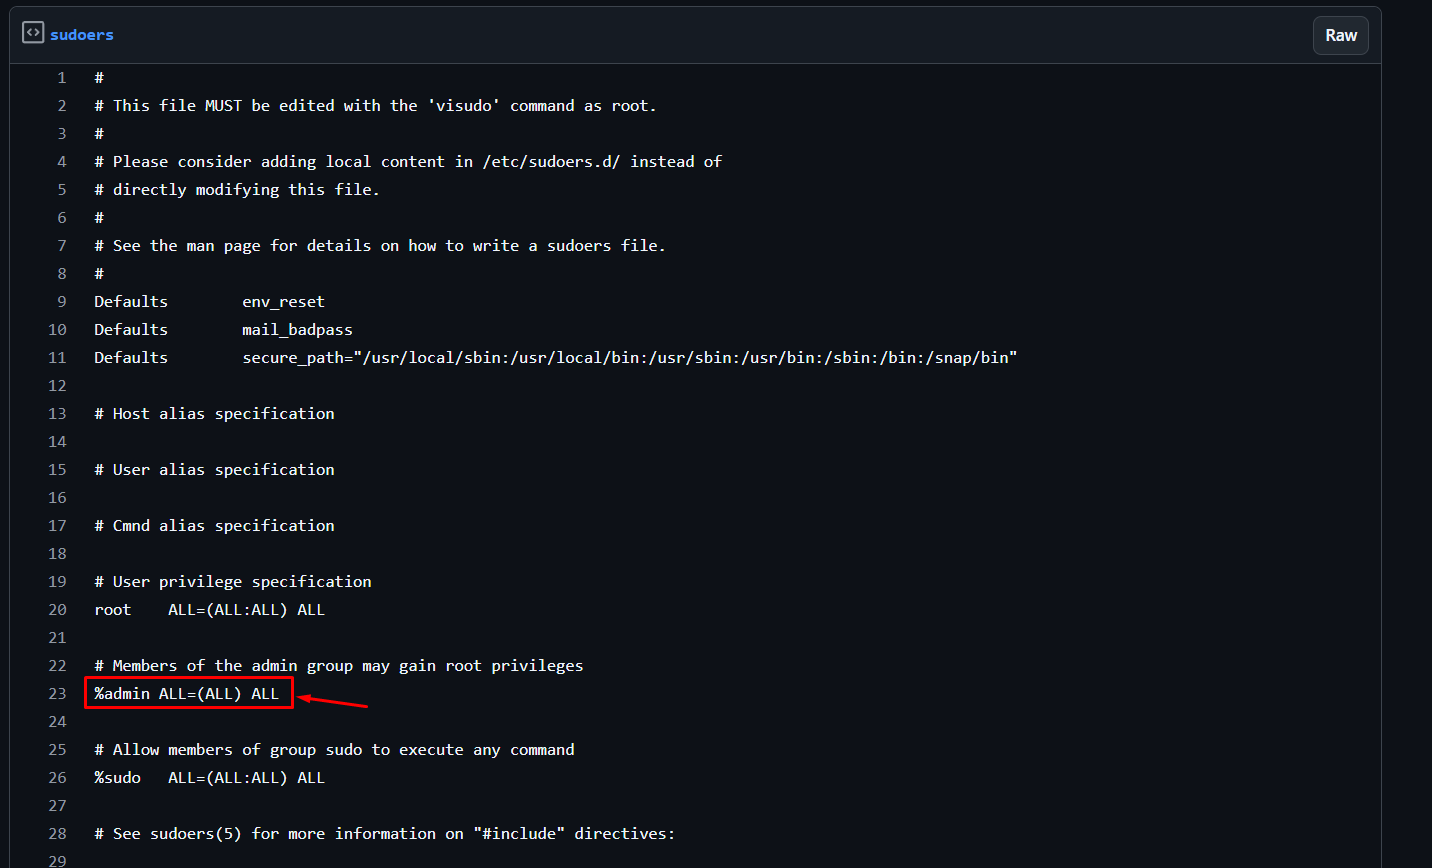 sudoers
Raw
1 #
2 # This file MUST be edited with the 'visudo' command as root.
3 #
4 # Please consider adding local content in /etc/sudoers.d/ instead of
5 # directly modifying this file.
6 #
7 # See the man page for details on how to write a sudoers file.
8 #
9 Defaults        env_reset
10 Defaults        mail_badpass
11 Defaults        secure_path="/usr/local/sbin:/usr/local/bin:/usr/sbin:/usr/bin:/sbin:/bin:/snap/bin"
12
13 # Host alias specification
14
15 # User alias specification
16
17 # Cmnd alias specification
18
19 # User privilege specification
20 root    ALL=(ALL:ALL) ALL
21
22 # Members of the admin group may gain root privileges
23 %admin ALL=(ALL) ALL
24
25 # Allow members of group sudo to execute any command
26 %sudo   ALL=(ALL:ALL) ALL
27
28 # See sudoers(5) for more information on "#include" directives:
29